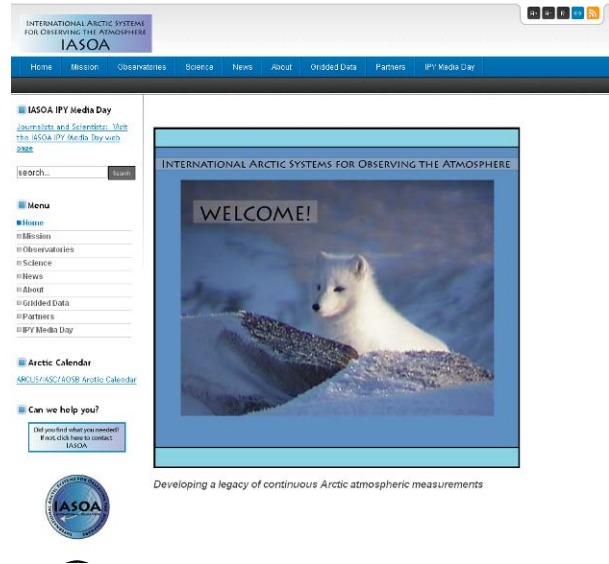 INTERNATIONAL ARCTIC SYSTEMS
FOR OBSERVING THE ATMOSPHERE
IASOA
A+ A- R
Home Mission Observatories Science News About Gridded Data Partners IPY Media Day
IASOA IPY Media Day
Journalists and Scientists: Visit
the IASOA IPY Media Day web
page
search... Search
Menu
Home
Mission
Observatories
Science
News
About
Gridded Data
Partners
IPY Media Day
Arctic Calendar
ARCUS/IASC/AOSB Arctic Calendar
Can we help you?
Did you find what you needed?
If not, click here to contact
IASOA
IASOA
INTERNATIONAL ARCTIC SYSTEMS FOR OBSERVING THE ATMOSPHERE
WELCOME!
Developing a legacy of continuous Arctic atmospheric measurements